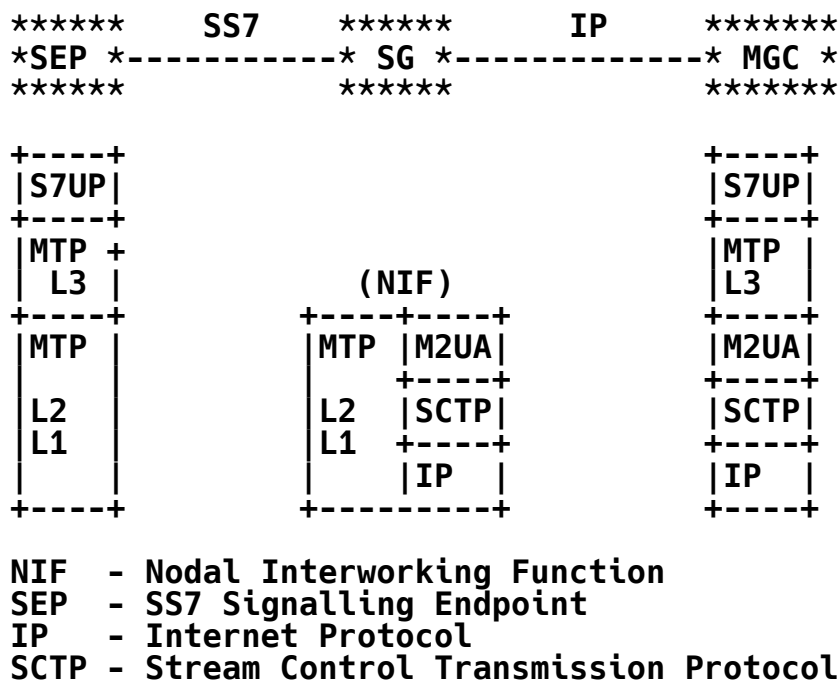 ******     SS7    ******      IP     *******
*SEP *-----------* SG *-------------* MGC *
******            ******             *******

+----+                              +----+
|S7UP|                              |S7UP|
+----+                              +----+
|MTP +                              |MTP |
| L3 |            (NIF)             |L3  |
+----+         +----+----+          +----+
|MTP |         |MTP |M2UA|          |M2UA|
|    |         |    +----+          +----+
|L2  |         |L2  |SCTP|          |SCTP|
|L1  |         |L1  +----+          +----+
|    |         |    |IP  |          |IP  |
+----+         +---------+          +----+

NIF  - Nodal Interworking Function
SEP  - SS7 Signalling Endpoint
IP   - Internet Protocol
SCTP - Stream Control Transmission Protocol